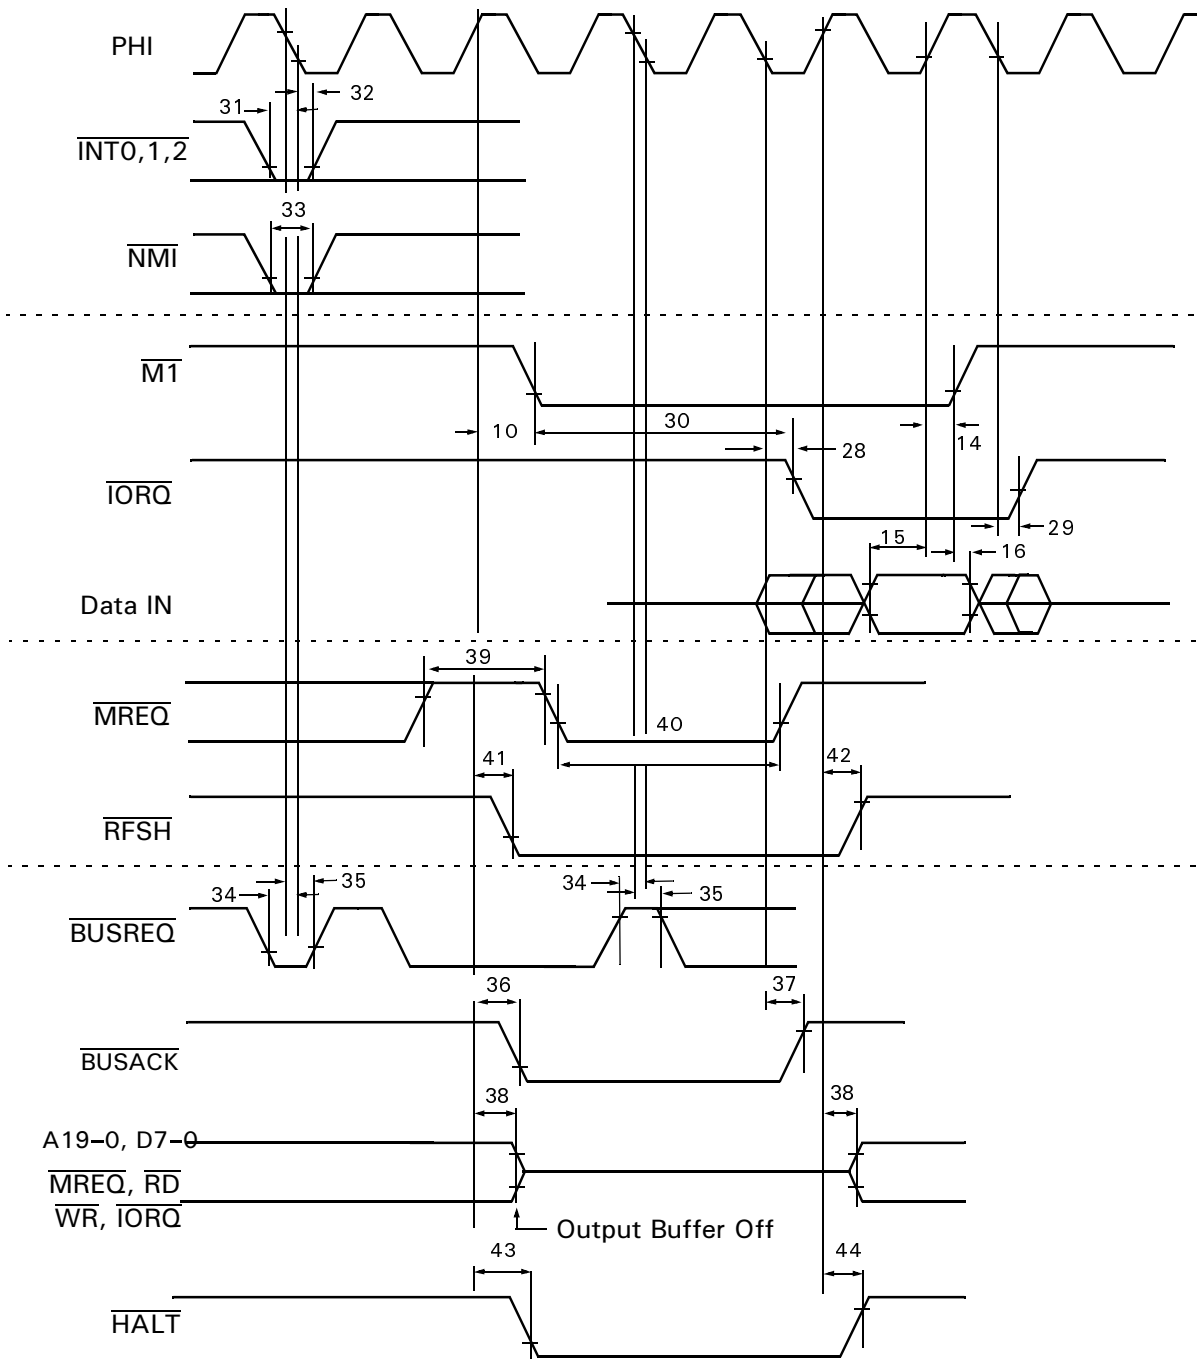 PHI
32
31
INT0,1,2
33
NMI
M1
10
30
14
28
IORQ
29
15
16
Data IN
39
MREQ
40
41
42
RFSH
34
35
34
35
BUSREQ
36
37
BUSACK
38
38
A19–0, D7–0
MREQ, RD
WR, IORQ
Output Buffer Off
43
44
HALT